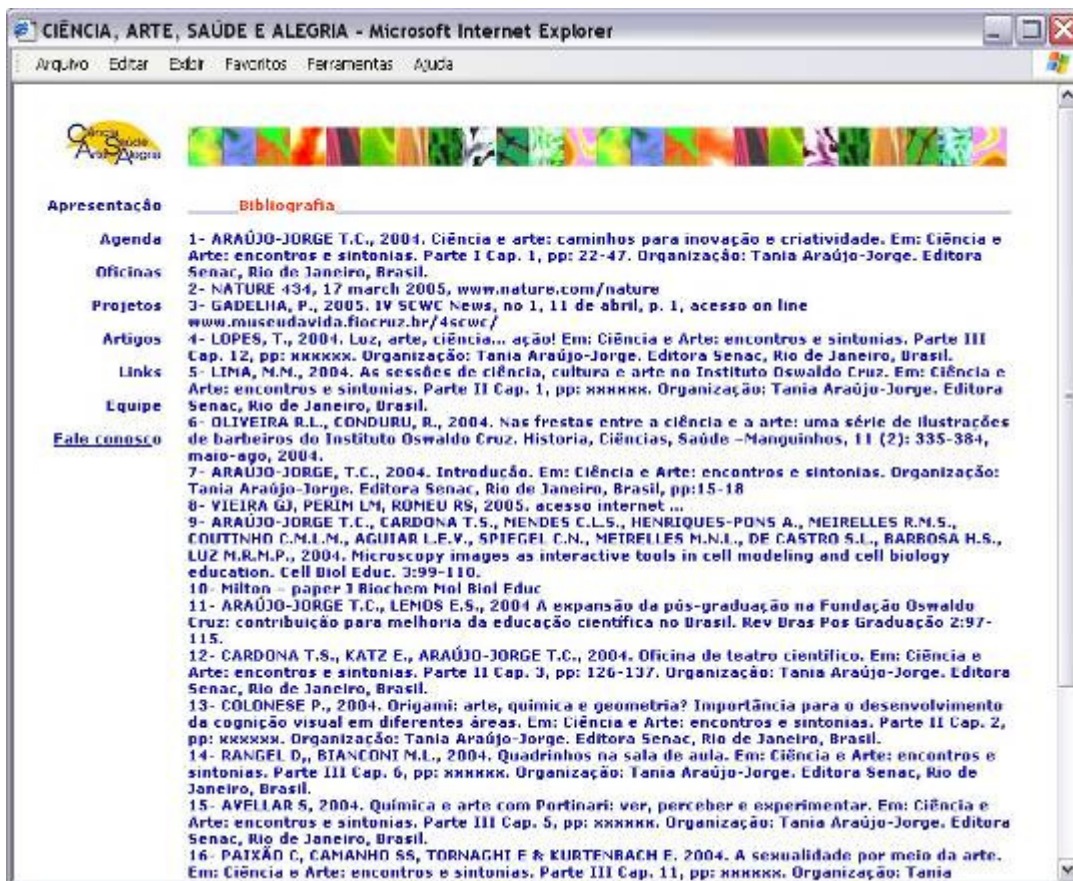 CIÊNCIA, ARTE, SAÚDE E ALEGRIA - Microsoft Internet Explorer
Arquivo Editar Exibir Favoritos Ferramentas Ajuda
Ciência Saúde
Arte Alegria
Apresentação
Agenda
Oficinas
Projetos
Artigos
Links
Equipe
Fale conosco
Bibliografia
1- ARAÚJO-JORGE T.C., 2004. Ciência e arte: caminhos para inovação e criatividade. Em: Ciência e
Arte: encontros e sintonias. Parte I Cap. 1, pp: 22-47. Organização: Tania Araújo-Jorge. Editora
Senac, Rio de Janeiro, Brasil.
2- NATURE 434, 17 march 2005, www.nature.com/nature
3- GADELHA, P., 2005. IV SCWC News, no 1, 11 de abril, p. 1, acesso on line
www.museudavida.fiocruz.br/4scwc/
4- LOPES, T., 2004. Luz, arte, ciência... ação! Em: Ciência e Arte: encontros e sintonias. Parte III
Cap. 12, pp: xxxxxx. Organização: Tania Araújo-Jorge. Editora Senac, Rio de Janeiro, Brasil.
5- LIMA, M.M., 2004. As sessões de ciência, cultura e arte no Instituto Oswaldo Cruz. Em: Ciência e
Arte: encontros e sintonias. Parte II Cap. 1, pp: xxxxxx. Organização: Tania Araújo-Jorge. Editora
Senac, Rio de Janeiro, Brasil.
6- OLIVEIRA R.L., CONDURU, R., 2004. Nas frestas entre a ciência e a arte: uma série de ilustrações
de barbeiros do Instituto Oswaldo Cruz. Historia, Ciências, Saúde –Manguinhos, 11 (2): 335-384,
maio-ago, 2004.
7- ARAÚJO-JORGE, T.C., 2004. Introdução. Em: Ciência e Arte: encontros e sintonias. Organização:
Tania Araújo-Jorge. Editora Senac, Rio de Janeiro, Brasil, pp:15-18
8- VIEIRA GJ, PERIM LM, ROMEU RS, 2005. acesso internet ...
9- ARAÚJO-JORGE T.C., CARDONA T.S., MENDES C.L.S., HENRIQUES-PONS A., MEIRELLES R.M.S.,
COUTINHO C.M.L.M., AGUIAR L.E.V., SPIEGEL C.N., MEIRELLES M.N.L., DE CASTRO S.L., BARBOSA H.S.,
LUZ M.R.M.P., 2004. Microscopy images as interactive tools in cell modeling and cell biology
education. Cell Biol Educ. 3:99-110.
10- Milton – paper J Biochem Mol Biol Educ
11- ARAÚJO-JORGE T.C., LEMOS E.S., 2004 A expansão da pós-graduação na Fundação Oswaldo
Cruz: contribuição para melhoria da educação científica no Brasil. Rev Bras Pos Graduação 2:97-
115.
12- CARDONA T.S., KATZ E., ARAÚJO-JORGE T.C., 2004. Oficina de teatro científico. Em: Ciência e
Arte: encontros e sintonias. Parte II Cap. 3, pp: 126-137. Organização: Tania Araújo-Jorge. Editora
Senac, Rio de Janeiro, Brasil.
13- COLONESE P., 2004. Origami: arte, química e geometria? Importância para o desenvolvimento
da cognição visual em diferentes áreas. Em: Ciência e Arte: encontros e sintonias. Parte II Cap. 2,
pp: xxxxxx. Organização: Tania Araújo-Jorge. Editora Senac, Rio de Janeiro, Brasil.
14- RANGEL D,, BIANCONI M.L., 2004. Quadrinhos na sala de aula. Em: Ciência e Arte: encontros e
sintonias. Parte III Cap. 6, pp: xxxxxx. Organização: Tania Araújo-Jorge. Editora Senac, Rio de
Janeiro, Brasil.
15- AVELLAR S, 2004. Química e arte com Portinari: ver, perceber e experimentar. Em: Ciência e
Arte: encontros e sintonias. Parte III Cap. 5, pp: xxxxxx. Organização: Tania Araújo-Jorge. Editora
Senac, Rio de Janeiro, Brasil.
16- PAIXÃO C, CAMANHO SS, TORNAGHI E & KURTENBACH E. 2004. A sexualidade por meio da arte.
Em: Ciência e Arte: encontros e sintonias. Parte III Cap. 11, pp: xxxxxx. Organização: Tania